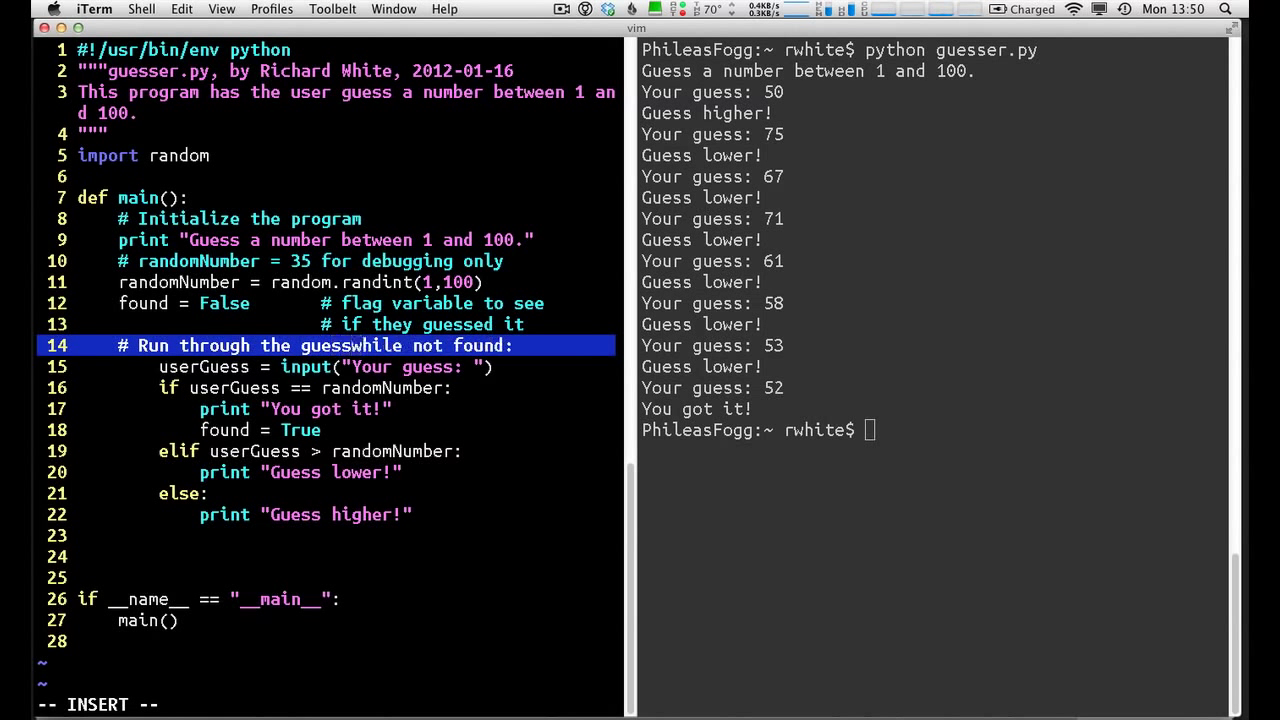 iTerm Shell Edit View Profiles Toolbelt Window Help 70° 0.4KB/s 0.3KB/s Charged Mon 13:50
vim
1 #!/usr/bin/env python
2 """guesser.py, by Richard White, 2012-01-16
3 This program has the user guess a number between 1 an
d 100.
4 """
5 import random
6
7 def main():
8 # Initialize the program
9 print "Guess a number between 1 and 100."
10 # randomNumber = 35 for debugging only
11 randomNumber = random.randint(1,100)
12 found = False # flag variable to see
13 # if they guessed it
14 # Run through the guesswhile not found:
15 userGuess = input("Your guess: ")
16 if userGuess == randomNumber:
17 print "You got it!"
18 found = True
19 elif userGuess > randomNumber:
20 print "Guess lower!"
21 else:
22 print "Guess higher!"
23
24
25
26 if __name__ == "__main__":
27 main()
28
~
~
-- INSERT --
PhileasFogg:~ rwhite$ python guesser.py
Guess a number between 1 and 100.
Your guess: 50
Guess higher!
Your guess: 75
Guess lower!
Your guess: 67
Guess lower!
Your guess: 71
Guess lower!
Your guess: 61
Guess lower!
Your guess: 58
Guess lower!
Your guess: 53
Guess lower!
Your guess: 52
You got it!
PhileasFogg:~ rwhite$